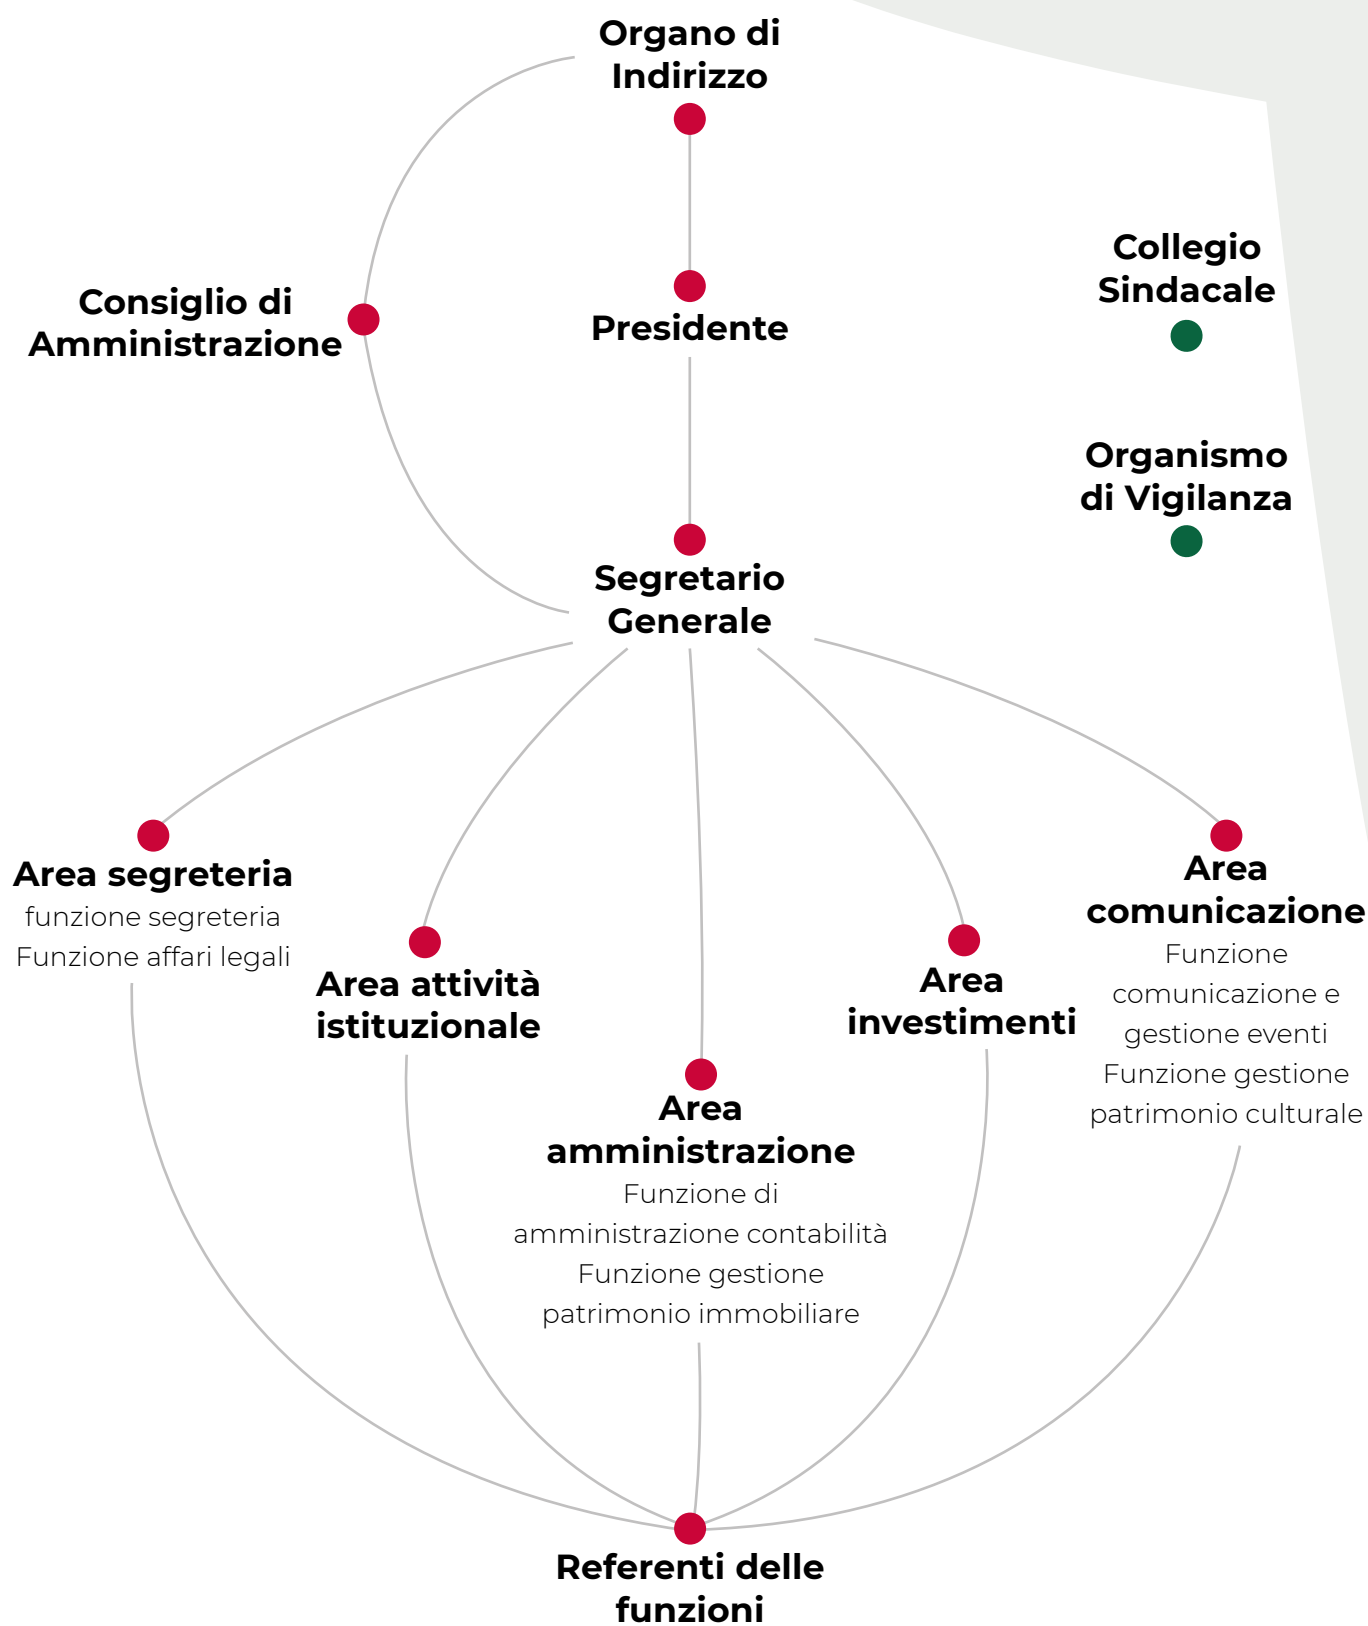 Organo di
Indirizzo
Consiglio di
Amministrazione
Presidente
Collegio
Sindacale
Organismo
di Vigilanza
Segretario
Generale
Area segreteria
funzione segreteria
Funzione affari legali
Area attività
istituzionale
Area
amministrazione
Funzione di
amministrazione contabilità
Funzione gestione
patrimonio immobiliare
Area
investimenti
Area
comunicazione
Funzione
comunicazione e
gestione eventi
Funzione gestione
patrimonio culturale
Referenti delle
funzioni